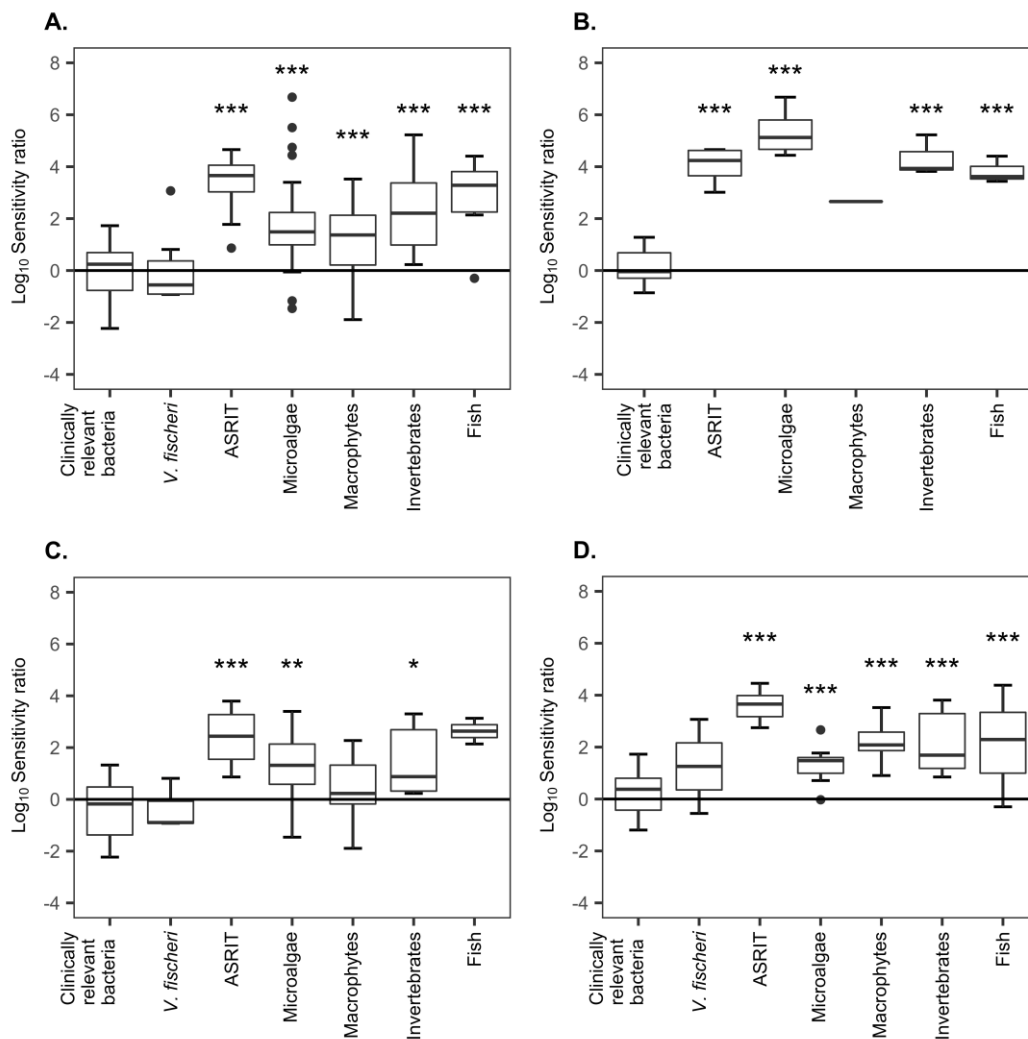 A.
Log10 Sensitivity ratio
8
6
4
2
0
-2
-4
***
***
***
***
***
Clinically
relevant
bacteria
V. fischeri
ASRIT
Microalgae
Macrophytes
Invertebrates
Fish
B.
Log10 Sensitivity ratio
8
6
4
2
0
-2
-4
***
***
***
***
Clinically
relevant
bacteria
ASRIT
Microalgae
Macrophytes
Invertebrates
Fish
C.
Log10 Sensitivity ratio
8
6
4
2
0
-2
-4
***
**
*
Clinically
relevant
bacteria
V. fischeri
ASRIT
Microalgae
Macrophytes
Invertebrates
Fish
D.
Log10 Sensitivity ratio
8
6
4
2
0
-2
-4
***
***
***
***
***
Clinically
relevant
bacteria
V. fischeri
ASRIT
Microalgae
Macrophytes
Invertebrates
Fish